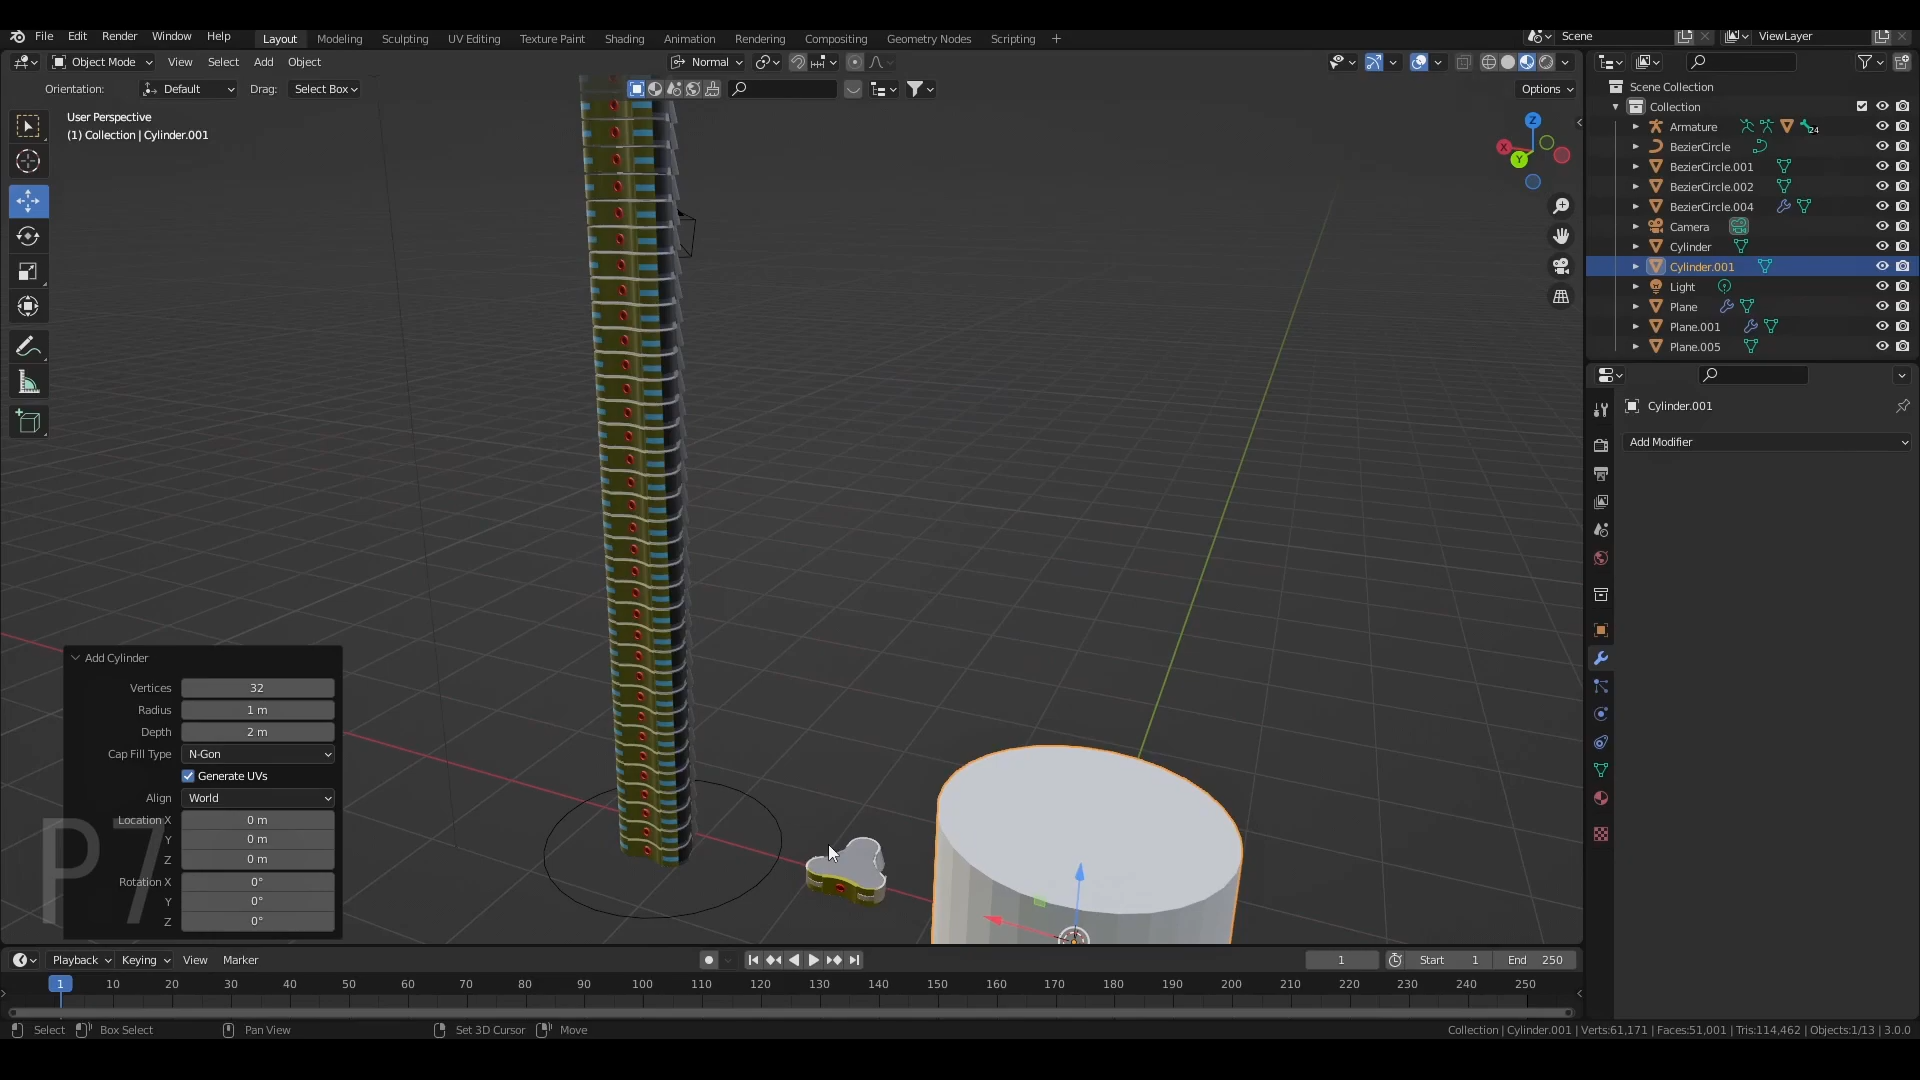 File Edit Render Window Help Layout Modeling Sculpting UV Editing Texture Paint Shading Animation Rendering Compositing Geometry Nodes Scripting + Scene ViewLayer
Object Mode View Select Add Object Normal
Orientation: Default Drag: Select Box Options
User Perspective
(1) Collection | Cylinder.001
Z
X
Y
Scene Collection
Collection
Armature 24
BezierCircle
BezierCircle.001
BezierCircle.002
BezierCircle.004
Camera
Cylinder
Cylinder.001
Light
Plane
Plane.001
Plane.005
Cylinder.001
Add Modifier
Add Cylinder
Vertices 32
Radius 1 m
Depth 2 m
Cap Fill Type N-Gon
Generate UVs
Align World
Location X 0 m
Y 0 m
Z 0 m
Rotation X 0°
Y 0°
Z 0°
P7
Playback Keying View Marker 1 Start 1 End 250
1 10 20 30 40 50 60 70 80 90 100 110 120 130 140 150 160 170 180 190 200 210 220 230 240 250
Select Box Select Pan View Set 3D Cursor Move Collection | Cylinder.001 | Verts:61,171 | Faces:51,001 | Tris:114,462 | Objects:1/13 | 3.0.0